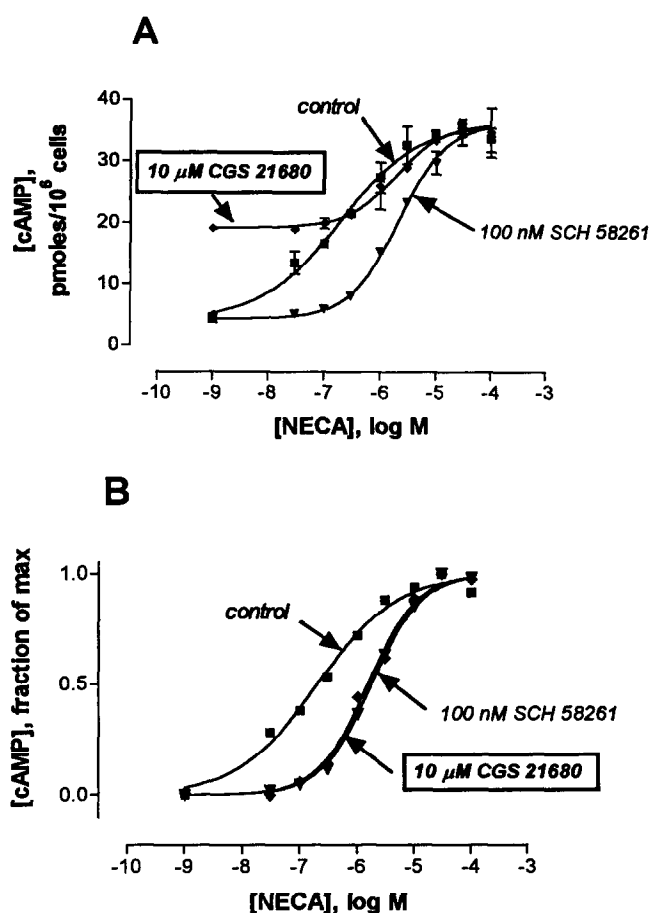 A
control
10 μM CGS 21680
100 nM SCH 58261
[cAMP],
pmoles/10⁶ cells
40
30
20
10
0
-10 -9 -8 -7 -6 -5 -4 -3
[NECA], log M
B
control
100 nM SCH 58261
10 μM CGS 21680
[cAMP], fraction of max
1.0
0.5
0.0
-10 -9 -8 -7 -6 -5 -4 -3
[NECA], log M